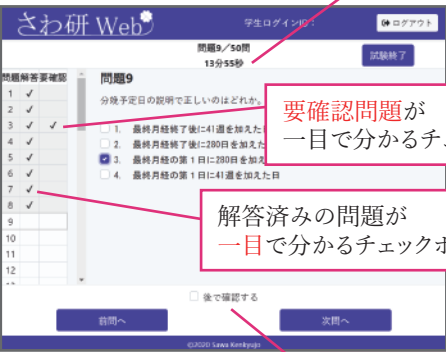 さわ研 Web
学生ログインID:
ログアウト
問題9／50問
13分55秒
試験終了
問題 解答 要確認
1 ✓
2 ✓
3 ✓ ✓
4 ✓
5 ✓
6 ✓
7 ✓
8 ✓
9
10
11
12
問題9
分娩予定日の説明で正しいのはどれか。
1. 最終月経終了後に41週を加えた
2. 最終月経終了後に280日を加えた
3. 最終月経の第1日に280日を加え
4. 最終月経の第1日に41週を加えた日
要確認問題が
一目で分かるチ
解答済みの問題が
一目で分かるチェックボ
後で確認する
前問へ
次問へ
©2020 Sawa Kenkyujo